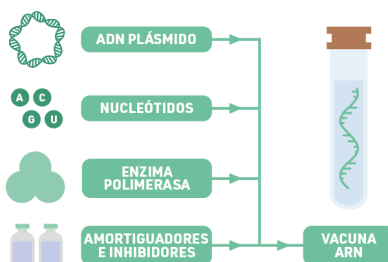 ADN PLÁSMIDO
A C
G U
NUCLEÓTIDOS
ENZIMA
POLIMERASA
AMORTIGUADORES
E INHIBIDORES
VACUNA
ARN